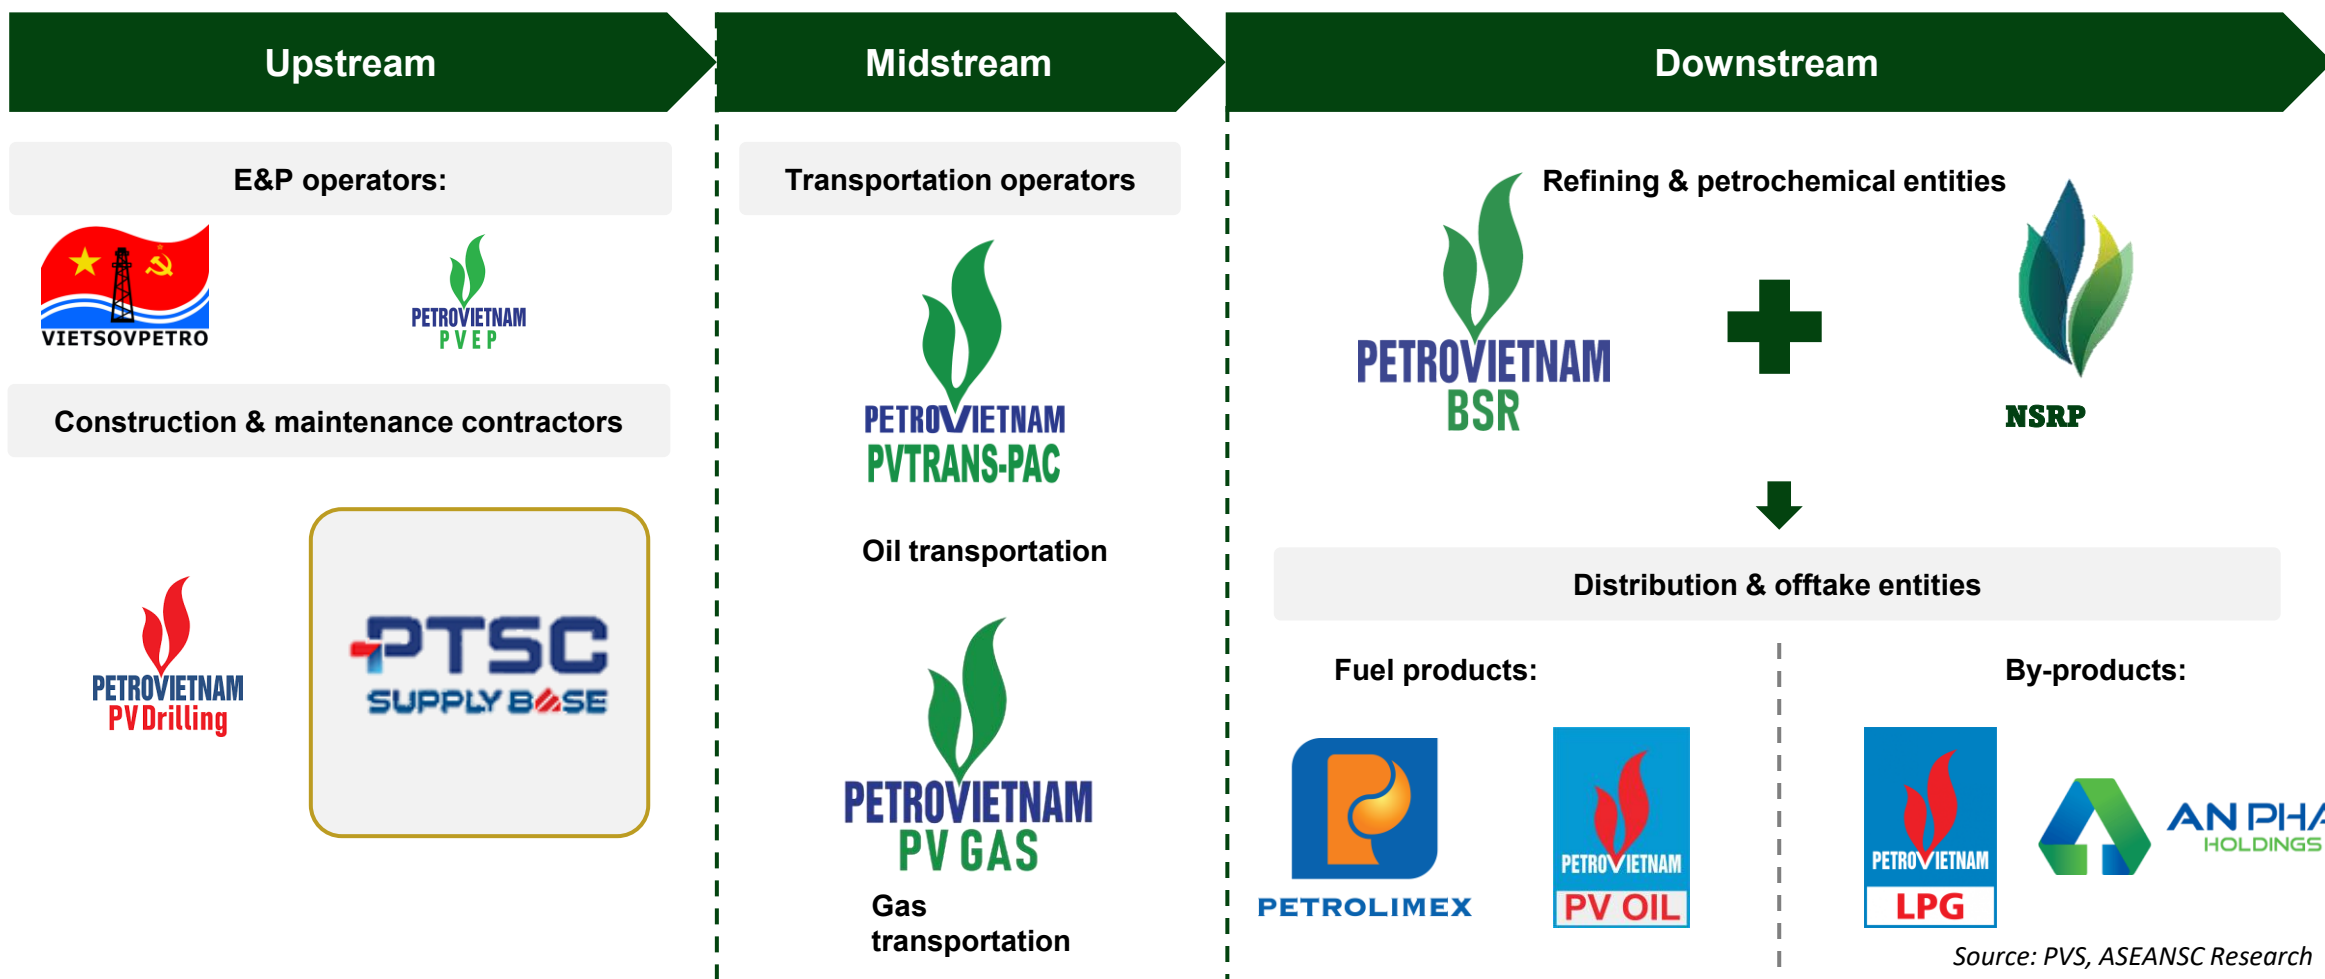 Upstream
Midstream
Downstream
E&P operators:
VIETSOVPETRO
PETROVIETNAM
PVEP
Construction & maintenance contractors
PETROVIETNAM
PV Drilling
PTSC
SUPPLY BASE
Transportation operators
PETROVIETNAM
PVTRANS-PAC
Oil transportation
PETROVIETNAM
PV GAS
Gas
transportation
Refining & petrochemical entities
PETROVIETNAM
BSR
NSRP
Distribution & offtake entities
Fuel products:
PETROLIMEX
PETROVIETNAM
PV OIL
By-products:
PETROVIETNAM
LPG
AN PHA
HOLDINGS
Source: PVS, ASEANSC Research